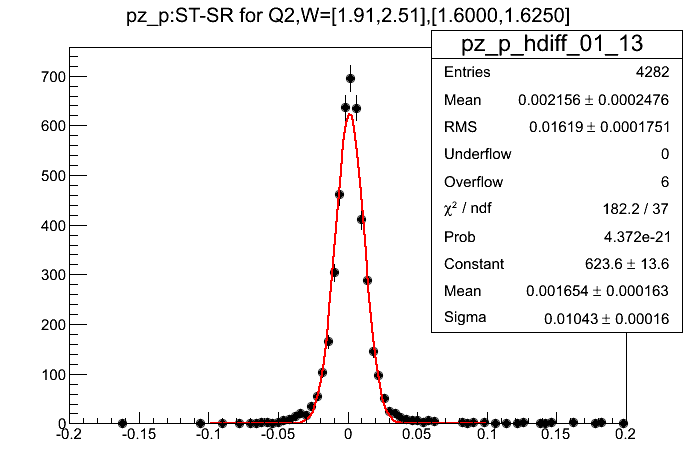 pz_p:ST-SR for Q2,W=[1.91,2.51],[1.6000,1.6250]
pz_p_hdiff_01_13
Entries 4282
Mean 0.002156 ± 0.0002476
RMS 0.01619 ± 0.0001751
Underflow 0
Overflow 6
χ² / ndf 182.2 / 37
Prob 4.372e-21
Constant 623.6 ± 13.6
Mean 0.001654 ± 0.000163
Sigma 0.01043 ± 0.00016
700
600
500
400
300
200
100
0
-0.2 -0.15 -0.1 -0.05 0 0.05 0.1 0.15 0.2